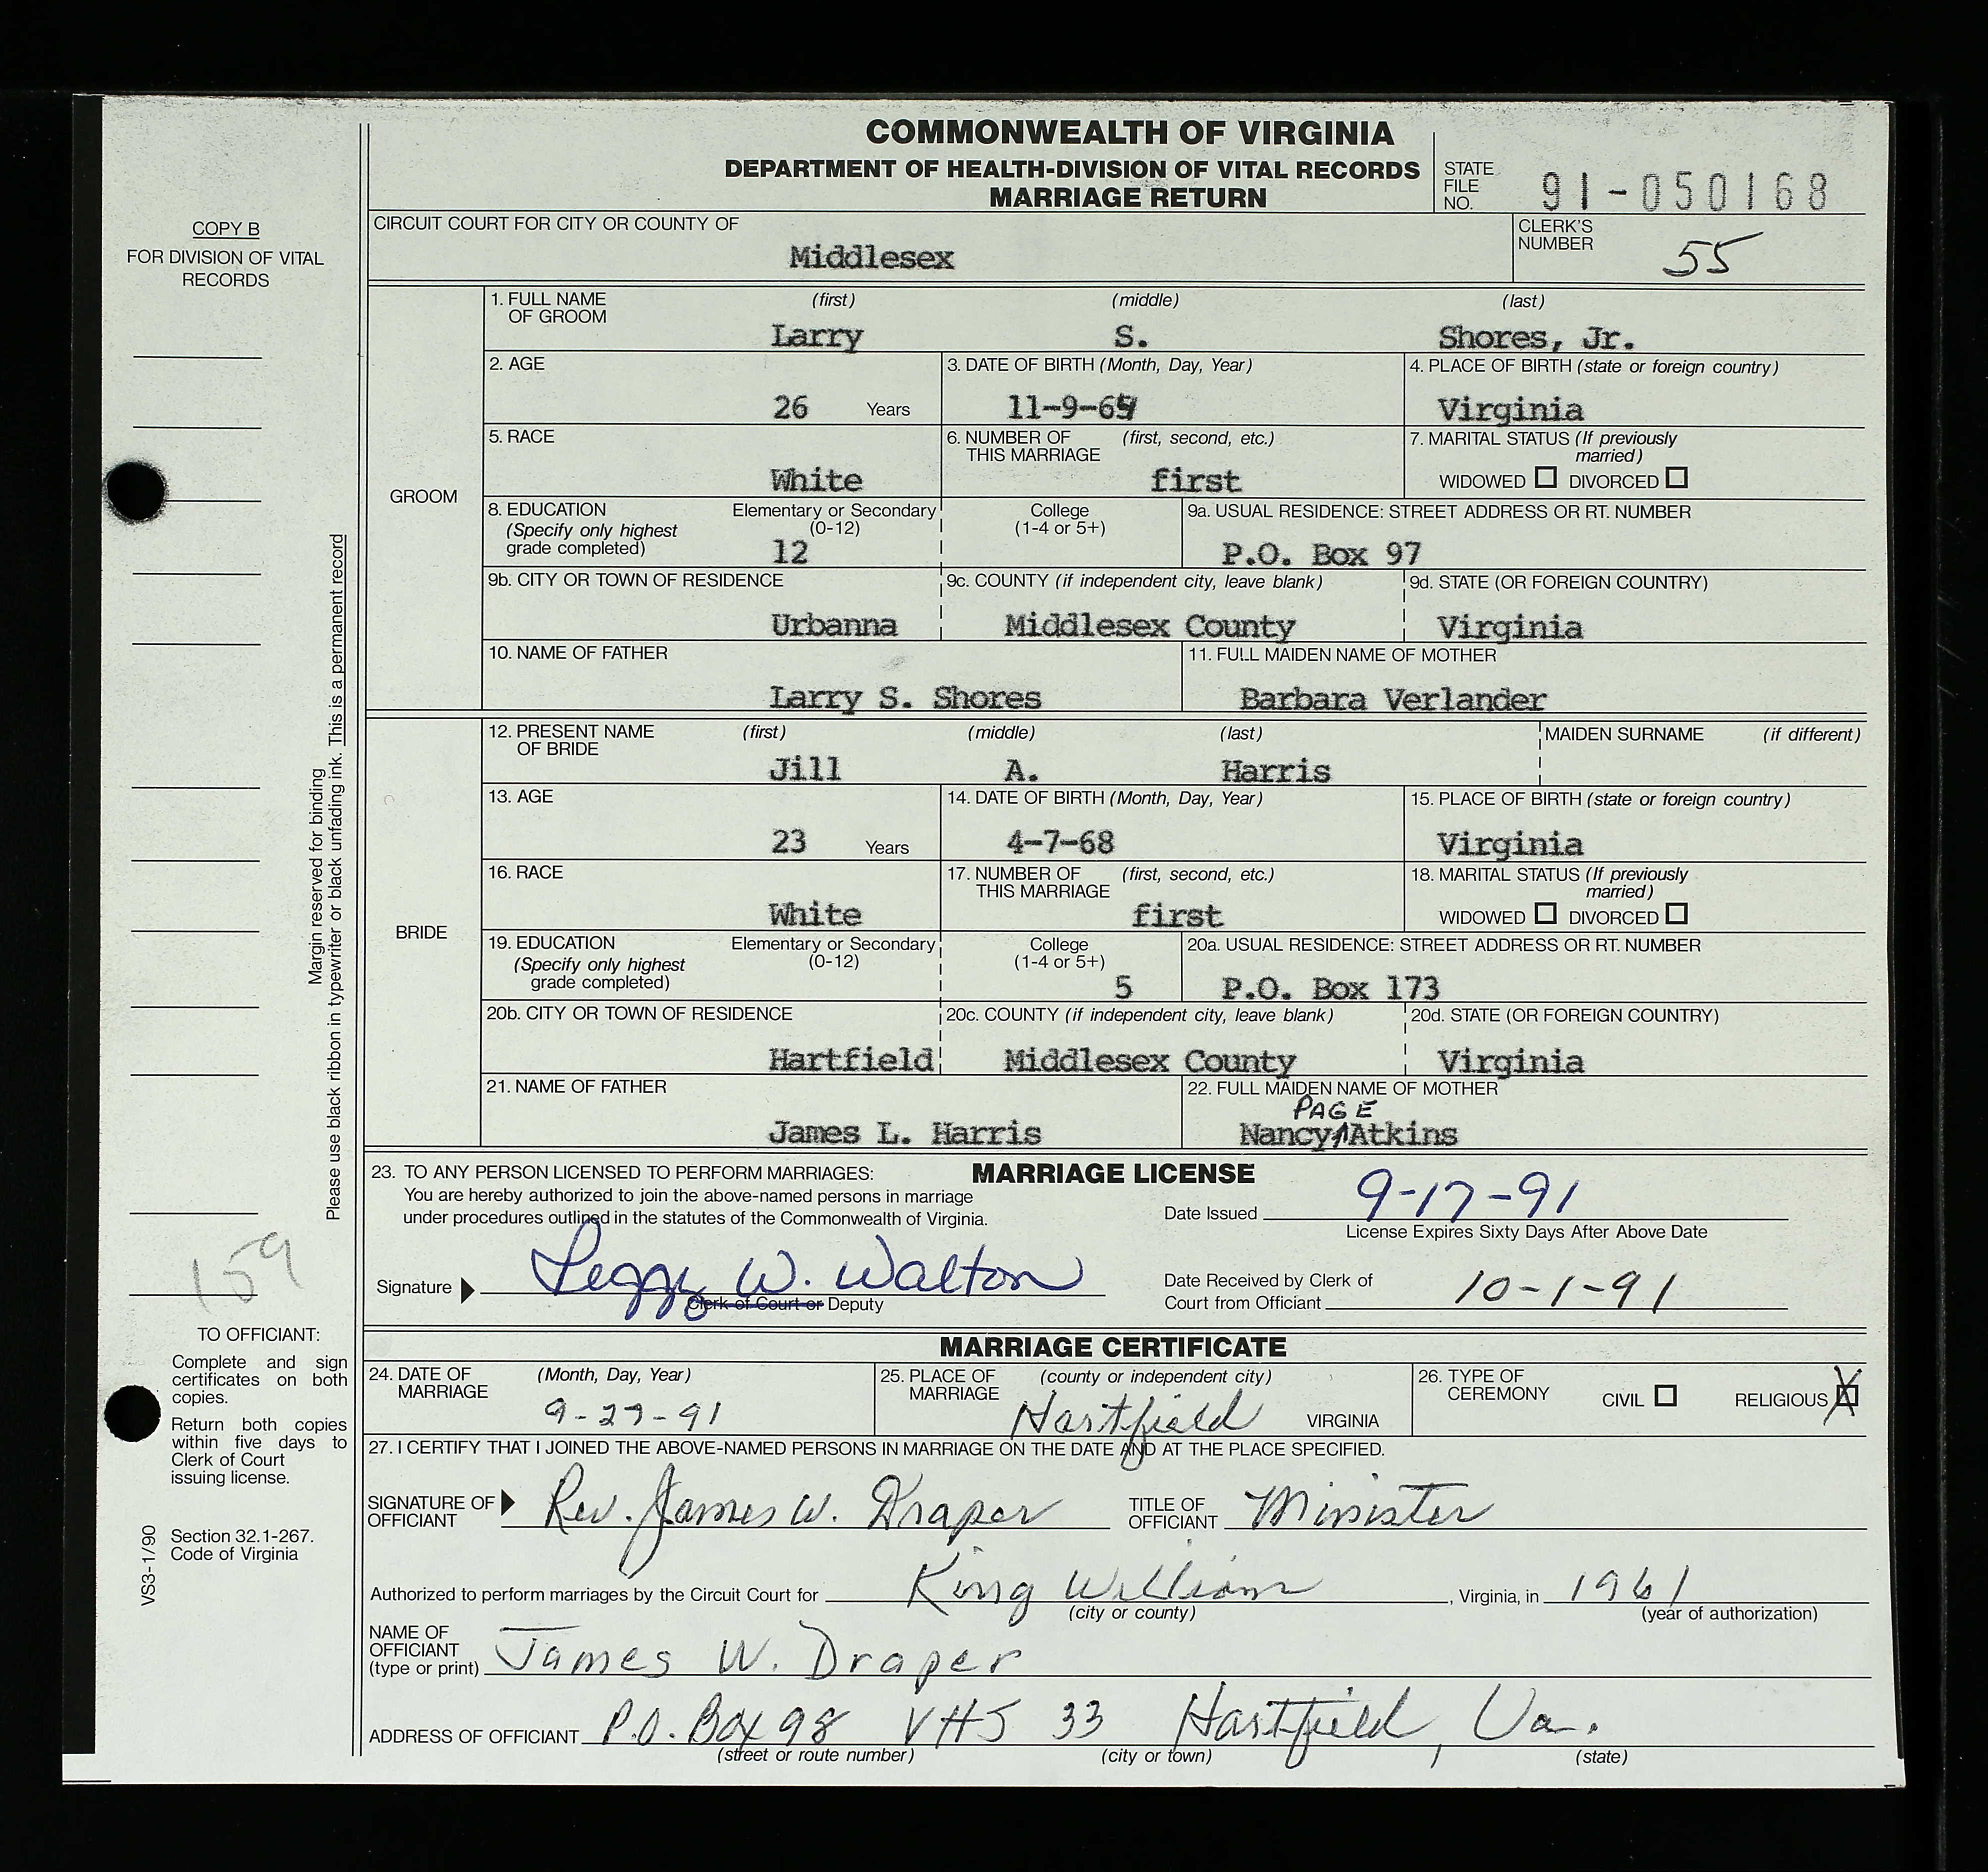 COMMONWEALTH OF VIRGINIA
DEPARTMENT OF HEALTH-DIVISION OF VITAL RECORDS
MARRIAGE RETURN
STATE FILE NO. 91-050168
COPY B
FOR DIVISION OF VITAL
RECORDS
CIRCUIT COURT FOR CITY OR COUNTY OF
Middlesex
CLERK'S NUMBER 55
GROOM
1. FULL NAME OF GROOM (first) (middle) (last)
Larry S. Shores, Jr.
2. AGE 3. DATE OF BIRTH (Month, Day, Year) 4. PLACE OF BIRTH (state or foreign country)
26 Years 11-9-64 Virginia
5. RACE 6. NUMBER OF THIS MARRIAGE (first, second, etc.) 7. MARITAL STATUS (If previously married)
White first WIDOWED DIVORCED
8. EDUCATION (Specify only highest grade completed) Elementary or Secondary (0-12) College (1-4 or 5+) 9a. USUAL RESIDENCE: STREET ADDRESS OR RT. NUMBER
12 P.O. Box 97
9b. CITY OR TOWN OF RESIDENCE 9c. COUNTY (if independent city, leave blank) 9d. STATE (OR FOREIGN COUNTRY)
Urbanna Middlesex County Virginia
10. NAME OF FATHER 11. FULL MAIDEN NAME OF MOTHER
Larry S. Shores Barbara Verlander
BRIDE
12. PRESENT NAME OF BRIDE (first) (middle) (last) MAIDEN SURNAME (if different)
Jill A. Harris
13. AGE 14. DATE OF BIRTH (Month, Day, Year) 15. PLACE OF BIRTH (state or foreign country)
23 Years 4-7-68 Virginia
16. RACE 17. NUMBER OF THIS MARRIAGE (first, second, etc.) 18. MARITAL STATUS (If previously married)
White first WIDOWED DIVORCED
19. EDUCATION (Specify only highest grade completed) Elementary or Secondary (0-12) College (1-4 or 5+) 20a. USUAL RESIDENCE: STREET ADDRESS OR RT. NUMBER
5 P.O. Box 173
20b. CITY OR TOWN OF RESIDENCE 20c. COUNTY (if independent city, leave blank) 20d. STATE (OR FOREIGN COUNTRY)
Hartfield Middlesex County Virginia
21. NAME OF FATHER 22. FULL MAIDEN NAME OF MOTHER
PAGE
James L. Harris Nancy Atkins
Margin reserved for binding
Please use black ribbon in typewriter or black unfading ink. This is a permanent record
23. TO ANY PERSON LICENSED TO PERFORM MARRIAGES: MARRIAGE LICENSE
You are hereby authorized to join the above-named persons in marriage
under procedures outlined in the statutes of the Commonwealth of Virginia.
Date Issued 9-17-91
License Expires Sixty Days After Above Date
Signature Peggy W. Walton
Clerk of Court or Deputy
Date Received by Clerk of
Court from Officiant 10-1-91
159
MARRIAGE CERTIFICATE
24. DATE OF MARRIAGE (Month, Day, Year) 25. PLACE OF MARRIAGE (county or independent city) 26. TYPE OF CEREMONY CIVIL RELIGIOUS X
9-29-91 Hartfield VIRGINIA
27. I CERTIFY THAT I JOINED THE ABOVE-NAMED PERSONS IN MARRIAGE ON THE DATE AND AT THE PLACE SPECIFIED.
SIGNATURE OF OFFICIANT Rev. James W. Draper TITLE OF OFFICIANT Minister
Authorized to perform marriages by the Circuit Court for King William, Virginia, in 1961
(city or county) (year of authorization)
NAME OF OFFICIANT (type or print) James W. Draper
ADDRESS OF OFFICIANT P.O. Box 98 VHS 33 Hartfield, Va.
(street or route number) (city or town) (state)
TO OFFICIANT:
Complete and sign
certificates on both
copies.
Return both copies
within five days to
Clerk of Court
issuing license.
Section 32.1-267.
Code of Virginia
VS3-1/90